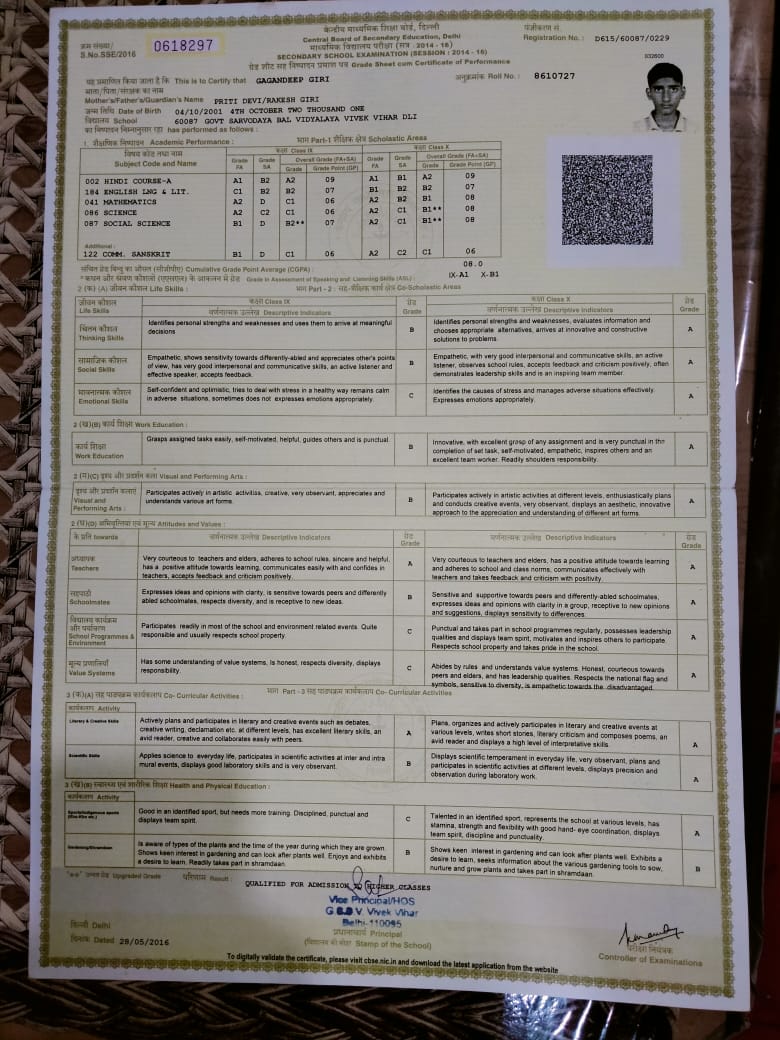 केन्द्रीय माध्यमिक शिक्षा बोर्ड, दिल्ली
Central Board of Secondary Education, Delhi
माध्यमिक विद्यालय परीक्षा (सत्र : 2014 - 16)
SECONDARY SCHOOL EXAMINATION (SESSION : 2014 - 16)
ग्रेड शीट सह निष्पादन प्रमाण पत्र Grade Sheet cum Certificate of Performance
क्रम संख्या/
S.No.SSE/2016 0618297
पंजीकरण सं.
Registration No. : D615/60087/0229
032600
यह प्रमाणित किया जाता है कि This is to Certify that GAGANDEEP GIRI
अनुक्रमांक Roll No. : 8610727
माता/पिता/संरक्षक का नाम
Mother's/Father's/Guardian's Name PRITI DEVI/RAKESH GIRI
जन्म तिथि Date of Birth 04/10/2001 4TH OCTOBER TWO THOUSAND ONE
विद्यालय School 60087 GOVT SARVODAYA BAL VIDYALAYA VIVEK VIHAR DLI
का निष्पादन निम्नानुसार रहा has performed as follows :
भाग Part-1 शैक्षिक क्षेत्र Scholastic Areas
1. शैक्षणिक निष्पादन Academic Performance :
विषय कोड तथा नाम
Subject Code and Name
कक्षा Class IX
कक्षा Class X
Grade FA Grade SA Overall Grade (FA+SA) Grade FA Grade SA Overall Grade (FA+SA)
Grade Grade Point (GP) Grade Grade Point (GP)
002 HINDI COURSE-A A1 B2 A2 09 A1 B1 A2 09
184 ENGLISH LNG & LIT. C1 B2 B2 07 B1 B2 B2 07
041 MATHEMATICS A2 D C1 06 A2 B2 B1 08
086 SCIENCE A2 C2 C1 06 A2 C1 B1** 08
087 SOCIAL SCIENCE B1 D B2** 07 A2 C1 B1** 08
Additional :
122 COMM. SANSKRIT B1 D C1 06 A2 C2 C1 06
संचित ग्रेड बिन्दु का औसत (सीजीपीए) Cumulative Grade Point Average (CGPA) : 08.0
Grade in Assessment of Speaking and Listening Skills (ASL) : IX-A1 X-B1
भाग Part - 2 : सह-शैक्षिक कार्य क्षेत्र Co-Scholastic Areas
2 (क) (A) जीवन कौशल Life Skills :
जीवन कौशल
Life Skills
कक्षा Class IX
वर्णनात्मक उल्लेख Descriptive Indicators
ग्रेड
Grade
कक्षा Class X
वर्णनात्मक उल्लेख Descriptive Indicators
ग्रेड
Grade
चिंतन कौशल
Thinking Skills
Identifies personal strengths and weaknesses and uses them to arrive at meaningful
decisions
B
Identifies personal strengths and weaknesses, evaluates information and
chooses appropriate alternatives, arrives at innovative and constructive
solutions to problems.
A
सामाजिक कौशल
Social Skills
Empathetic, shows sensitivity towards differently-abled and appreciates other's points
of view, has very good interpersonal and communicative skills, an active listener and
effective speaker, accepts feedback.
B
Empathetic, with very good interpersonal and communicative skills, an active
listener, observes school rules, accepts feedback and criticism positively, often
demonstrates leadership skills and is an inspiring team member.
A
भावनात्मक कौशल
Emotional Skills
Self-confident and optimistic, tries to deal with stress in a healthy way remains calm
in adverse situations, sometimes does not expresses emotions appropriately.
C
Identifies the causes of stress and manages adverse situations effectively.
Expresses emotions appropriately.
A
2 (ख)(B) कार्य शिक्षा Work Education :
कार्य शिक्षा
Work Education
Grasps assigned tasks easily, self-motivated, helpful, guides others and is punctual.
B
Innovative, with excellent grasp of any assignment and is very punctual in the
completion of set task, self-motivated, empathetic, inspires others and an
excellent team worker. Readily shoulders responsibility.
A
2 (ग)(C) दृश्य और प्रदर्शन कला Visual and Performing Arts :
दृश्य और प्रदर्शन कलाएं
Visual and
Performing Arts :
Participates actively in artistic activities, creative, very observant, appreciates and
understands various art forms.
B
Participates actively in artistic activities at different levels, enthusiastically plans
and conducts creative events, very observant, displays an aesthetic, innovative
approach to the appreciation and understanding of different art forms.
A
2 (घ)(D) अभिवृत्तियां एवं मूल्य Attitudes and Values :
के प्रति towards
वर्णनात्मक उल्लेख Descriptive Indicators
ग्रेड
Grade
वर्णनात्मक उल्लेख Descriptive Indicators
ग्रेड
Grade
अध्यापक
Teachers
Very courteous to teachers and elders, adheres to school rules, sincere and helpful,
has a positive attitude towards learning, communicates easily with and confides in
teachers, accepts feedback and criticism positively.
A
Very courteous to teachers and elders, has a positive attitude towards learning
and adheres to school and class norms, communicates effectively with
teachers and takes feedback and criticism with positivity.
A
सहपाठी
Schoolmates
Expresses ideas and opinions with clarity, is sensitive towards peers and differently
abled schoolmates, respects diversity, and is receptive to new ideas.
B
Sensitive and supportive towards peers and differently-abled schoolmates,
expresses ideas and opinions with clarity in a group, receptive to new opinions
and suggestions, displays sensitivity to differences.
A
विद्यालय कार्यक्रम
और पर्यावरण
School Programmes &
Environment
Participates readily in most of the school and environment related events. Quite
responsible and usually respects school property.
C
Punctual and takes part in school programmes regularly, possesses leadership
qualities and displays team spirit, motivates and inspires others to participate.
Respects school property and takes pride in the school.
A
मूल्य प्रणालियाँ
Value Systems
Has some understanding of value systems, Is honest, respects diversity, displays
responsibility.
C
Abides by rules and understands value systems. Honest, courteous towards
peers and elders, and has leadership qualities. Respects the national flag and
symbols, sensitive to diversity, is empathetic towards the disadvantaged.
A
भाग Part - 3 सह पाठ्यक्रम कार्यकलाप Co- Curricular Activities
3 (क)(A) सह पाठ्यक्रम कार्यकलाप Co- Curricular Activities :
कार्यकलाप Activity
Literary & Creative Skills
Actively plans and participates in literary and creative events such as debates,
creative writing, declamation etc. at different levels, has excellent literary skills, an
avid reader, creative and collaborates easily with peers.
A
Plans, organizes and actively participates in literary and creative events at
various levels, writes short stories, literary criticism and composes poems, an
avid reader and displays a high level of interpretative skills.
A
Scientific Skills
Applies science to everyday life, participates in scientific activities at inter and intra
mural events, displays good laboratory skills and is very observant.
B
Displays scientific temperament in everyday life, very observant, plans and
participates in scientific activities at different levels, displays precision and
observation during laboratory work.
A
3 (ख)(B) स्वास्थ्य एवं शारीरिक शिक्षा Health and Physical Education :
कार्यकलाप Activity
Sports/Indigenous sports
(Kho-Kho etc.)
Good in an identified sport, but needs more training. Disciplined, punctual and
displays team spirit.
C
Talented in an identified sport, represents the school at various levels, has
stamina, strength and flexibility with good hand- eye coordination, displays
team spirit, discipline and punctuality.
A
Gardening/Shramdaan
Is aware of types of the plants and the time of the year during which they are grown.
Shows keen interest in gardening and can look after plants well. Enjoys and exhibits
a desire to learn. Readily takes part in shramdaan.
B
Shows keen interest in gardening and can look after plants well. Exhibits a
desire to learn, seeks information about the various gardening tools to sow,
nurture and grow plants and takes part in shramdaan.
B
"**" उन्नत ग्रेड Upgraded Grade
परिणाम Result : QUALIFIED FOR ADMISSION TO HIGHER CLASSES
Vice Principal/HOS
G.S.B.V. Vivek Vihar
Delhi-110095
दिल्ली Delhi
दिनांक Dated 28/05/2016
प्रधानाचार्य Principal
(विद्यालय की मोहर Stamp of the School)
परीक्षा नियंत्रक
Controller of Examinations
To digitally validate the certificate, please visit cbse.nic.in and download the latest application from the website